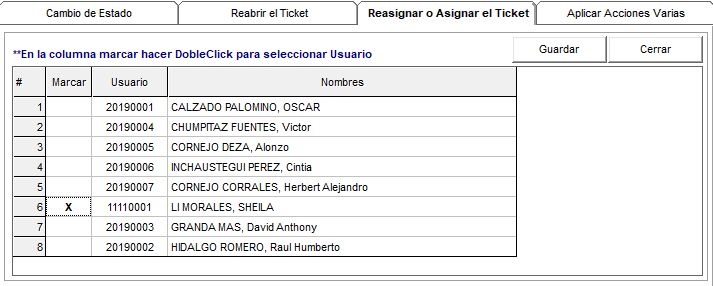 Cambio de Estado Reabrir el Ticket Reasignar o Asignar el Ticket Aplicar Acciones Varias
**En la columna marcar hacer DobleClick para seleccionar Usuario Guardar Cerrar
# Marcar Usuario Nombres
1 20190001 CALZADO PALOMINO, OSCAR
2 20190004 CHUMPITAZ FUENTES, Victor
3 20190005 CORNEJO DEZA, Alonzo
4 20190006 INCHAUSTEGUI PEREZ, Cintia
5 20190007 CORNEJO CORRALES, Herbert Alejandro
6 X 11110001 LI MORALES, SHEILA
7 20190003 GRANDA MAS, David Anthony
8 20190002 HIDALGO ROMERO, Raul Humberto